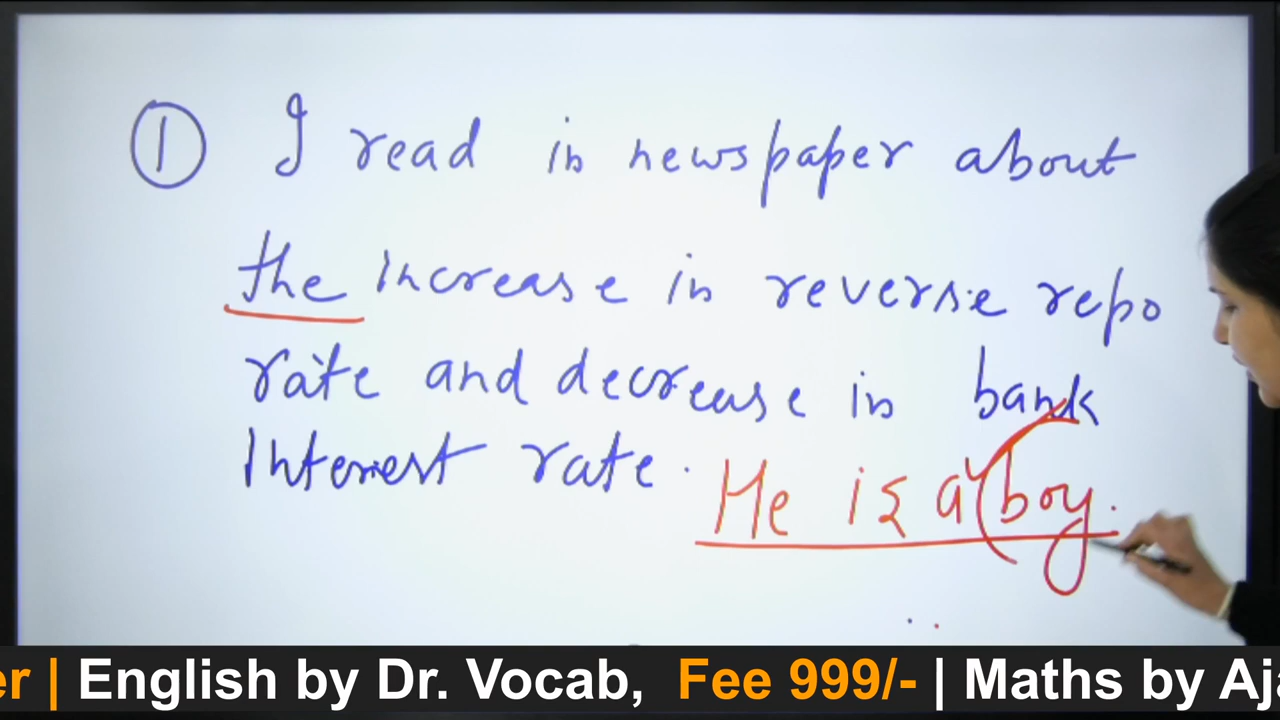 ① I read in newspaper about
the increase in reverse repo
rate and decrease in bank
Interest rate.
He is a boy.
er | English by Dr. Vocab, Fee 999/- | Maths by Aja